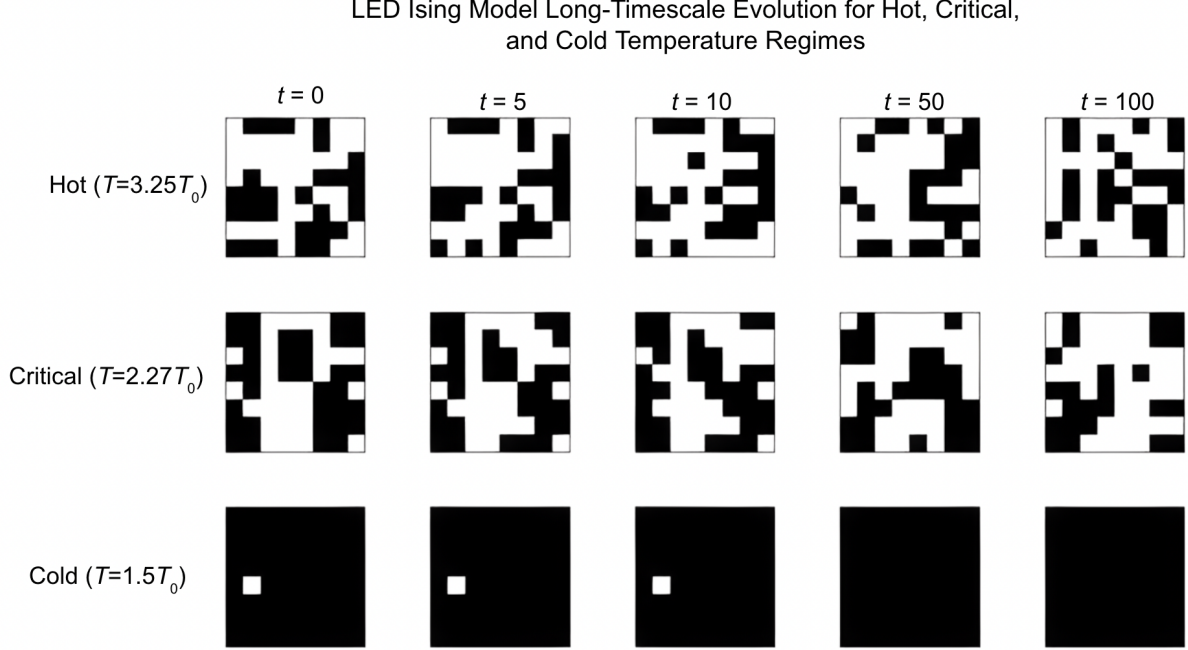 LED Ising Model Long-Timescale Evolution for Hot, Critical,
and Cold Temperature Regimes
t = 0
t = 5
t = 10
t = 50
t = 100
Hot (T=3.25T₀)
Critical (T=2.27T₀)
Cold (T=1.5T₀)